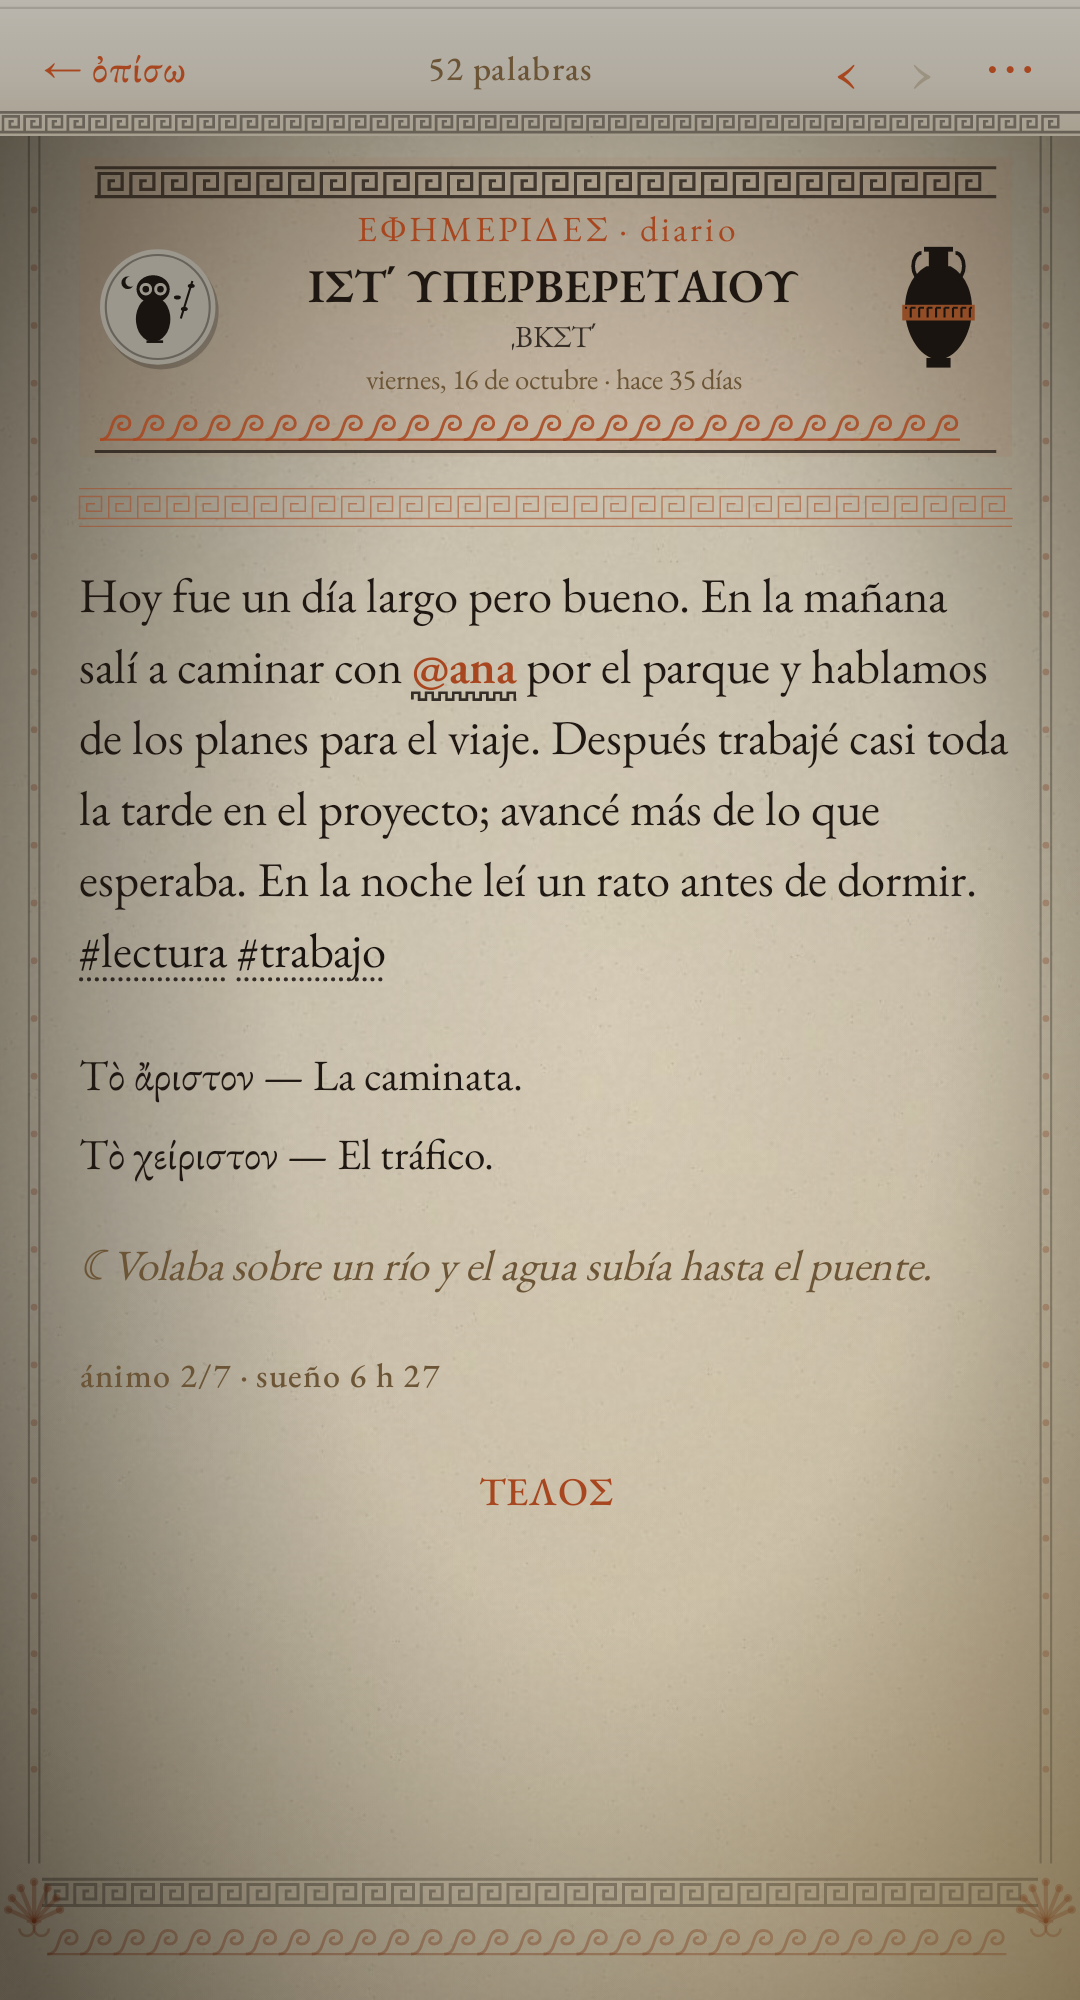 ← ὀπίσω 52 palabras < > ...
ΕΦΗΜΕΡΙΔΕΣ · diario
ΙΣΤʹ ΥΠΕΡΒΕΡΕΤΑΙΟΥ
͵ΒΚΣΤʹ
viernes, 16 de octubre · hace 35 días
Hoy fue un día largo pero bueno. En la mañana
salí a caminar con @ana por el parque y hablamos
de los planes para el viaje. Después trabajé casi toda
la tarde en el proyecto; avancé más de lo que
esperaba. En la noche leí un rato antes de dormir.
#lectura #trabajo
Τὸ ἄριστον — La caminata.
Τὸ χείριστον — El tráfico.
☾ Volaba sobre un río y el agua subía hasta el puente.
ánimo 2/7 · sueño 6 h 27
ΤΕΛΟΣ